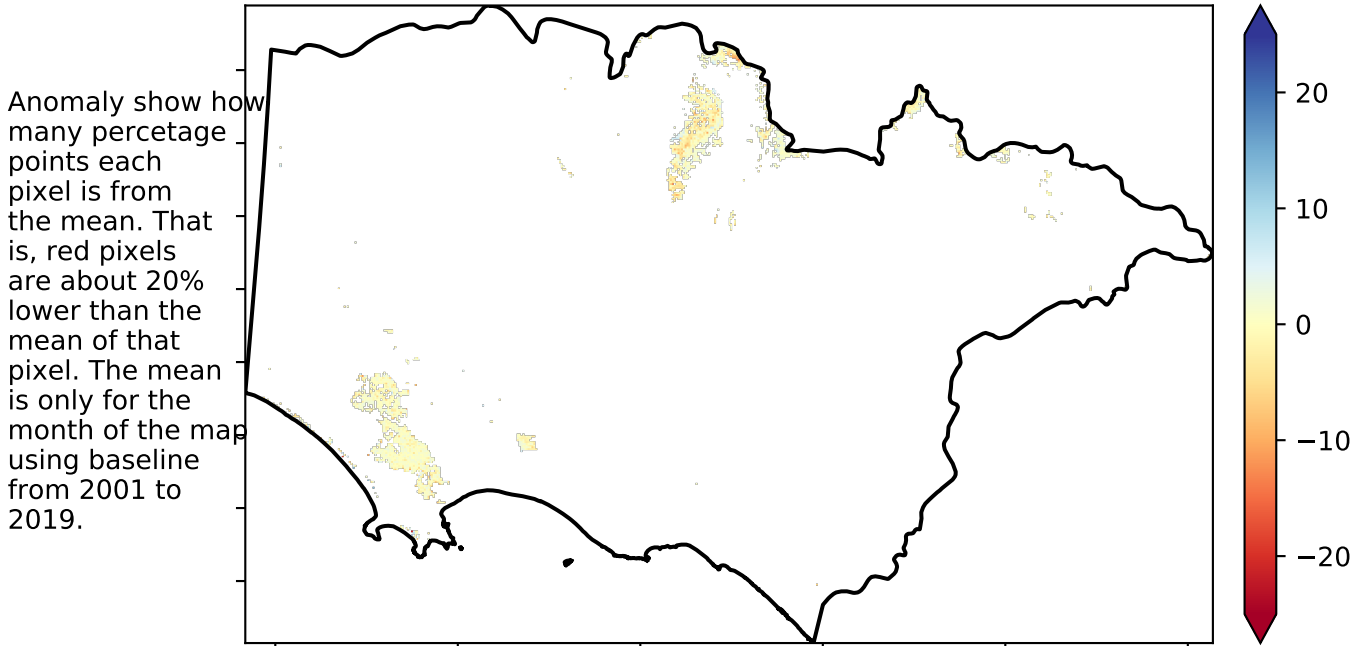 Anomaly show how
many percetage
points each
pixel is from
the mean. That
is, red pixels
are about 20%
lower than the
mean of that
pixel. The mean
is only for the
month of the map
using baseline
from 2001 to
2019.
20
10
0
−10
−20